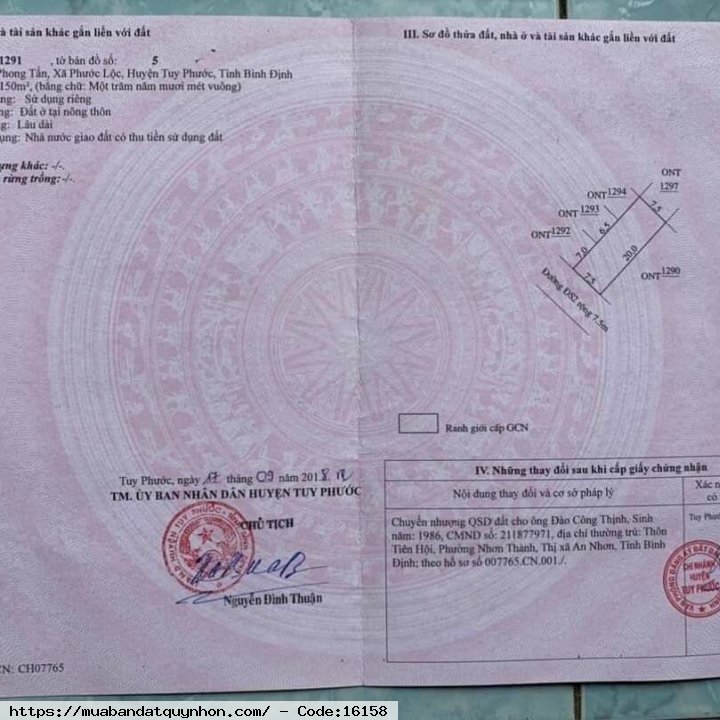 à tài sản khác gắn liền với đất
1291 , tờ bản đồ số: 5
Phong Tấn, Xã Phước Lộc, Huyện Tuy Phước, Tỉnh Bình Định
150m², (bằng chữ: Một trăm năm mươi mét vuông)
ng: Sử dụng riêng
ng: Đất ở tại nông thôn
ng: Lâu dài
ụng: Nhà nước giao đất có thu tiền sử dụng đất
ựng khác: -/-.
rừng trồng: -/-.
Tuy Phước, ngày 17 tháng 09 năm 2018
TM. ỦY BAN NHÂN DÂN HUYỆN TUY PHƯỚC
CHỦ TỊCH
Nguyễn Đình Thuận
N: CH07765
III. Sơ đồ thửa đất, nhà ở và tài sản khác gắn liền với đất
ONT 1297
ONT 1294
ONT 1293
ONT 1292
7,5
6,5
7,0
20,0
7,5
ONT 1290
Đường ĐS2 rộng 7.5m
Ranh giới cấp GCN
IV. Những thay đổi sau khi cấp giấy chứng nhận
Nội dung thay đổi và cơ sở pháp lý
Xác n
có
Chuyển nhượng QSD đất cho ông Đào Công Thịnh, Sinh
năm: 1986, CMND số: 211877971, địa chỉ thường trú: Thôn
Tiên Hội, Phường Nhơn Thành, Thị xã An Nhơn, Tỉnh Bình
Định; theo hồ sơ số 007765.CN.001/.
Tuy Phướ
CHI NHÁNH
HUYỆN
TUY PHƯỚC
https://muabandatquynhon.com/ - Code:16158